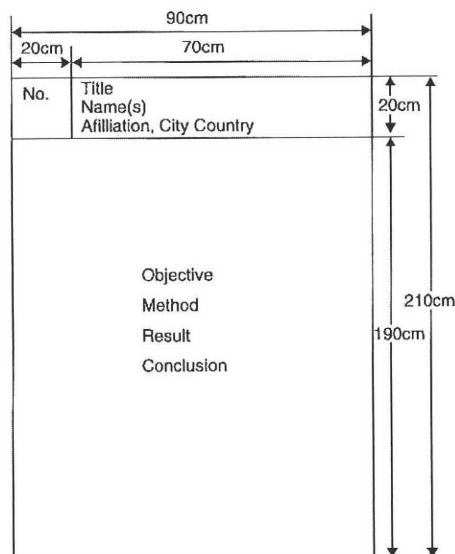 90cm
20cm
70cm
No.
Title
Name(s)
Afilliation, City Country
20cm
Objective
Method
Result
Conclusion
210cm
190cm